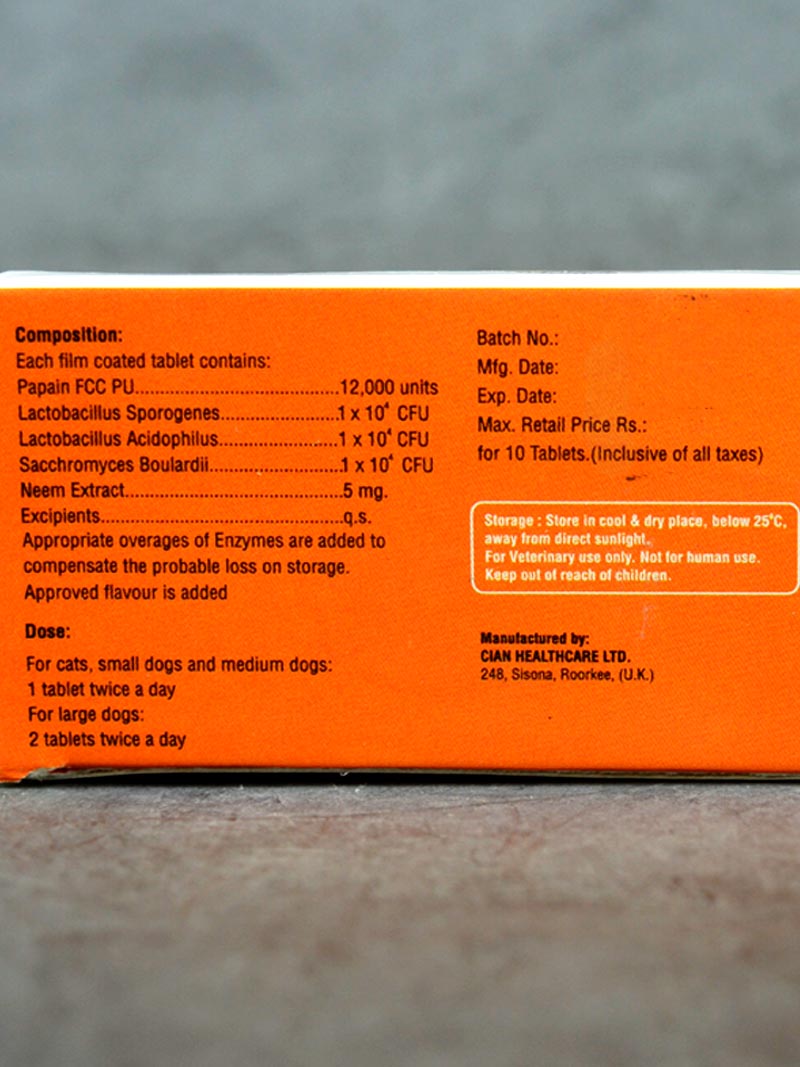 Composition:
Each film coated tablet contains:
Papain FCC PU.......................................12,000 units
Lactobacillus Sporogenes.......................1 x 10⁴ CFU
Lactobacillus Acidophilus.......................1 x 10⁴ CFU
Sacchromyces Boulardii.........................1 x 10⁴ CFU
Neem Extract..........................................5 mg.
Excipients...............................................q.s.
Appropriate overages of Enzymes are added to
compensate the probable loss on storage.
Approved flavour is added
Dose:
For cats, small dogs and medium dogs:
1 tablet twice a day
For large dogs:
2 tablets twice a day
Batch No.:
Mfg. Date:
Exp. Date:
Max. Retail Price Rs.:
for 10 Tablets.(Inclusive of all taxes)
Storage : Store in cool & dry place, below 25°C,
away from direct sunlight.
For Veterinary use only. Not for human use.
Keep out of reach of children.
Manufactured by:
CIAN HEALTHCARE LTD.
248, Sisona, Roorkee, (U.K.)